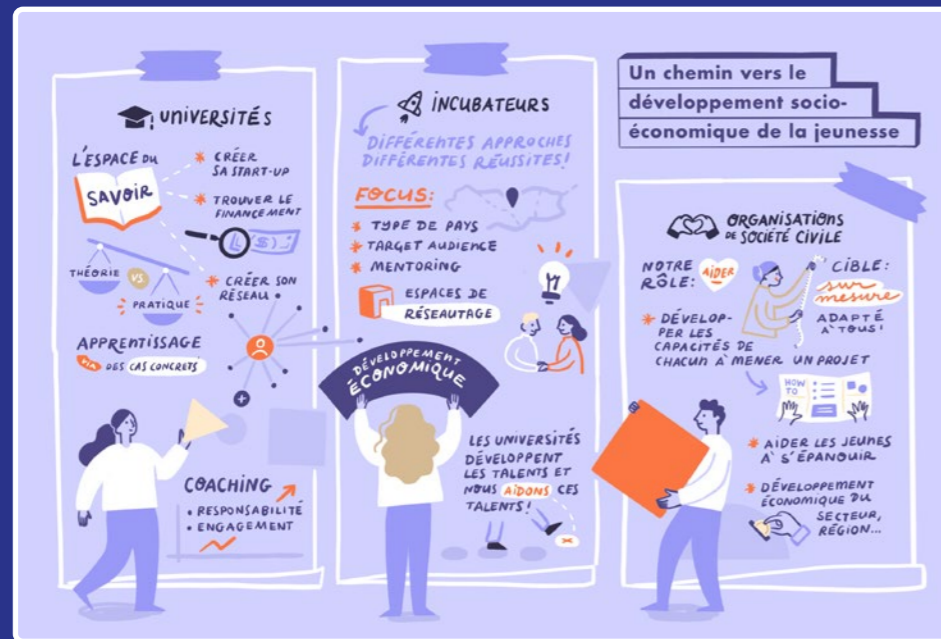 Un chemin vers le
développement socio-
économique de la jeunesse
UNIVERSITÉS
L'ESPACE DU
SAVOIR
CRÉER
SA START-UP
TROUVER LE
FINANCEMENT
CRÉER SON
RÉSEAU
THÉORIE
VS
PRATIQUE
APPRENTISSAGE
VIA DES CAS CONCRETS
COACHING
• RESPONSABILITÉ
• ENGAGEMENT
INCUBATEURS
DIFFÉRENTES APPROCHES
DIFFÉRENTES RÉUSSITES!
FOCUS:
TYPE DE PAYS
TARGET AUDIENCE
MENTORING
ESPACES DE
RÉSEAUTAGE
DÉVELOPPEMENT
ÉCONOMIQUE
LES UNIVERSITÉS
DÉVELOPPENT
LES TALENTS ET
NOUS AIDONS CES
TALENTS!
ORGANISATIONS
DE SOCIÉTÉ CIVILE
NOTRE
RÔLE:
AIDER
CIBLE:
sur
mesure
ADAPTÉ
À TOUS!
DÉVELOP-
PER LES
CAPACITÉS DE
CHACUN À MENER UN PROJET
HOW
TO
AIDER LES JEUNES
À S'ÉPANOUIR
DÉVELOPPEMENT
ÉCONOMIQUE DU
SECTEUR,
RÉGION...